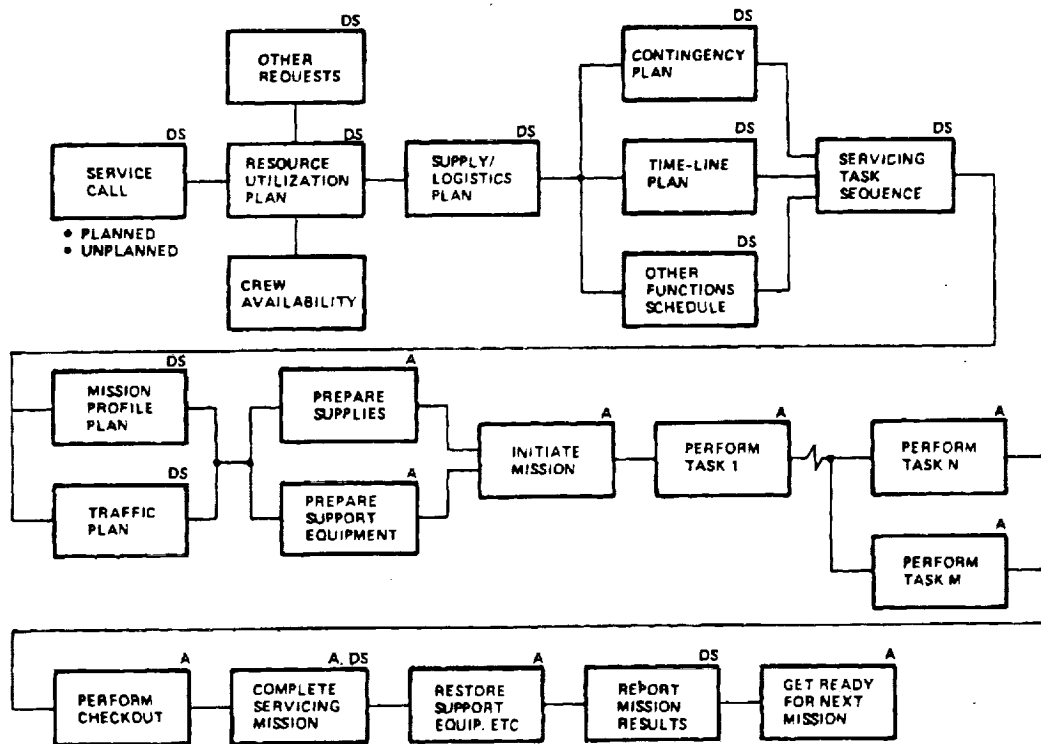 DS
OTHER
REQUESTS
DS
CONTINGENCY
PLAN
DS
SERVICE
CALL
• PLANNED
• UNPLANNED
DS
RESOURCE
UTILIZATION
PLAN
DS
SUPPLY/
LOGISTICS
PLAN
DS
TIME-LINE
PLAN
DS
SERVICING
TASK
SEQUENCE
CREW
AVAILABILITY
DS
OTHER
FUNCTIONS
SCHEDULE
DS
MISSION
PROFILE
PLAN
DS
TRAFFIC
PLAN
A
PREPARE
SUPPLIES
A
PREPARE
SUPPORT
EQUIPMENT
A
INITIATE
MISSION
A
PERFORM
TASK 1
A
PERFORM
TASK N
A
PERFORM
TASK M
A
PERFORM
CHECKOUT
A, DS
COMPLETE
SERVICING
MISSION
A
RESTORE
SUPPORT
EQUIP. ETC
DS
REPORT
MISSION
RESULTS
A
GET READY
FOR NEXT
MISSION